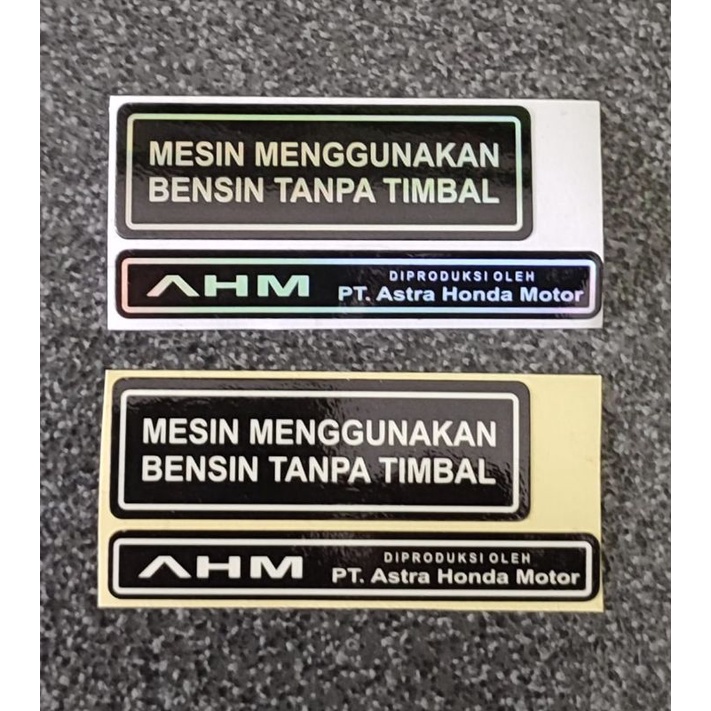 MESIN MENGGUNAKAN
BENSIN TANPA TIMBAL
AHM
DIPRODUKSI OLEH
PT. Astra Honda Motor
MESIN MENGGUNAKAN
BENSIN TANPA TIMBAL
AHM
DIPRODUKSI OLEH
PT. Astra Honda Motor